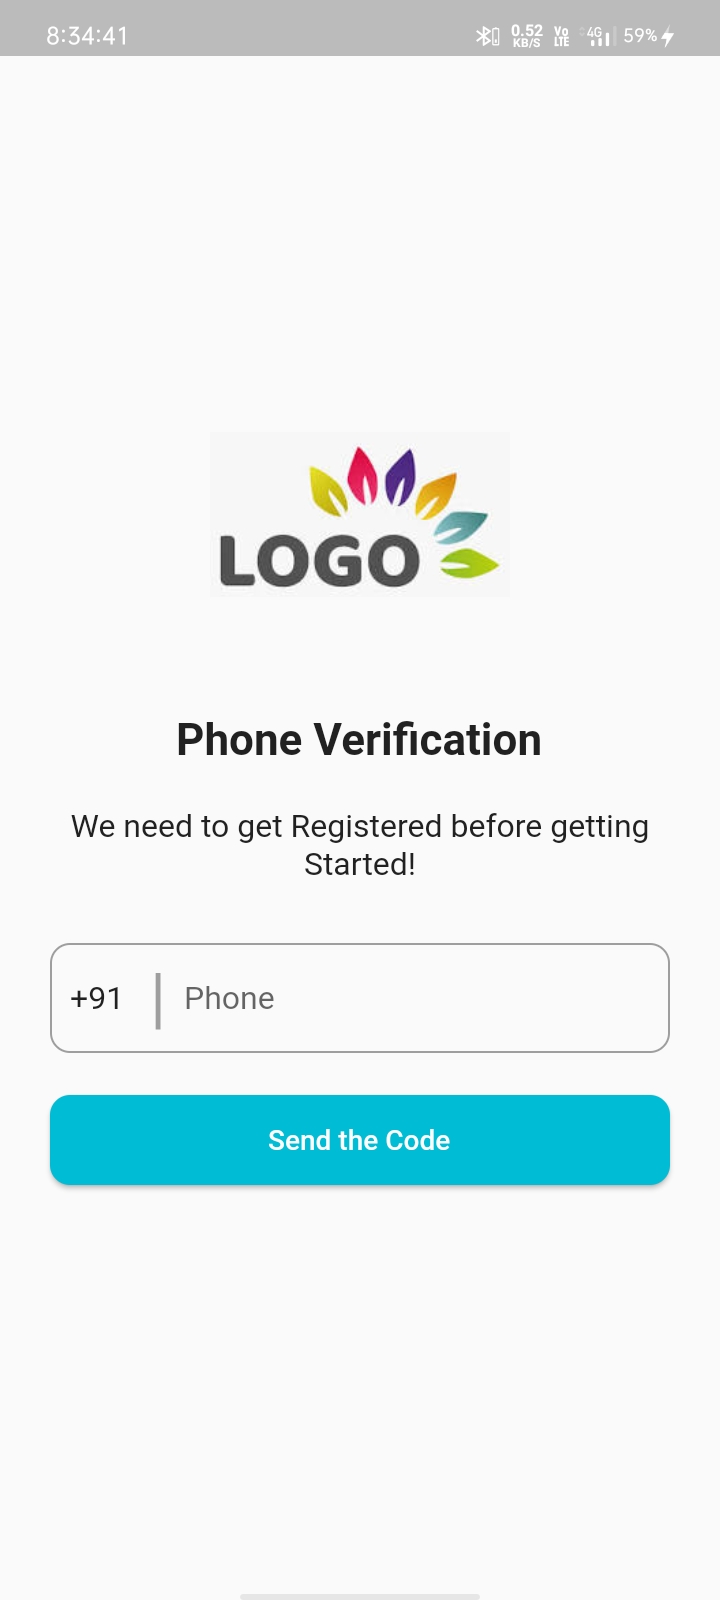 8:34:41
0.52 KB/S Vo LTE 4G 59%
LOGO
Phone Verification
We need to get Registered before getting
Started!
+91 Phone
Send the Code